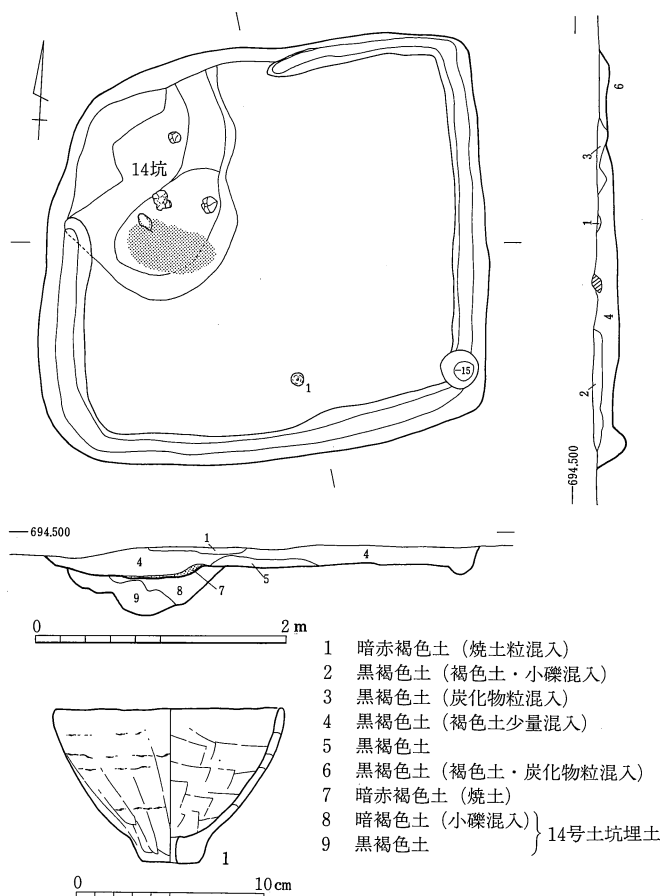 14坑
1
-15
6
3
1
4
2
694.500
694.500
1
4
4
5
7
8
9
0 2 m
1 暗赤褐色土（焼土粒混入）
2 黒褐色土（褐色土・小礫混入）
3 黒褐色土（炭化物粒混入）
4 黒褐色土（褐色土少量混入）
5 黒褐色土
6 黒褐色土（褐色土・炭化物粒混入）
7 暗赤褐色土（焼土）
8 暗褐色土（小礫混入）
9 黒褐色土
14号土坑埋土
1
0 10cm